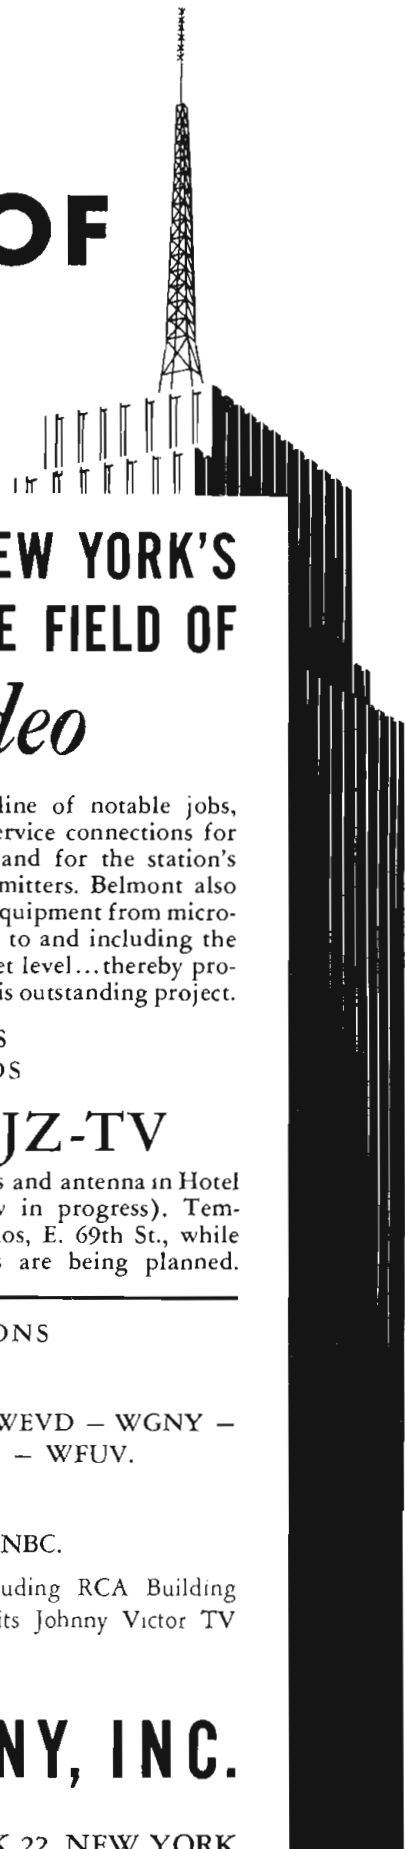 OF
EW YORK'S
E FIELD OF
deo
line of notable jobs,
ervice connections for
and for the station's
mitters. Belmont also
quipment from micro-
to and including the
et level...thereby pro-
is outstanding project.
S
OS
JZ-TV
s and antenna in Hotel
w in progress). Tem-
ios, E. 69th St., while
s are being planned.
ONS
WEVD – WGNY –
– WFUV.
NBC.
uding RCA Building
its Johnny Victor TV
NY, INC.
K 22, NEW YORK